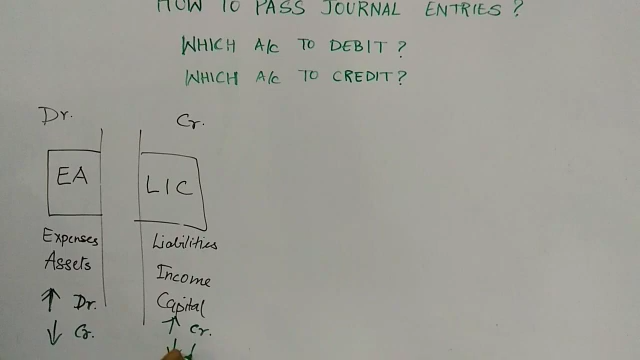 HOW TO PASS JOURNAL ENTRIES?
WHICH A/c TO DEBIT?
WHICH A/c TO CREDIT?
Dr. Cr.
EA LIC
Expenses Liabilities
Assets Income
Capital
↑ Dr. ↑ Cr.
↓ Cr. ↓